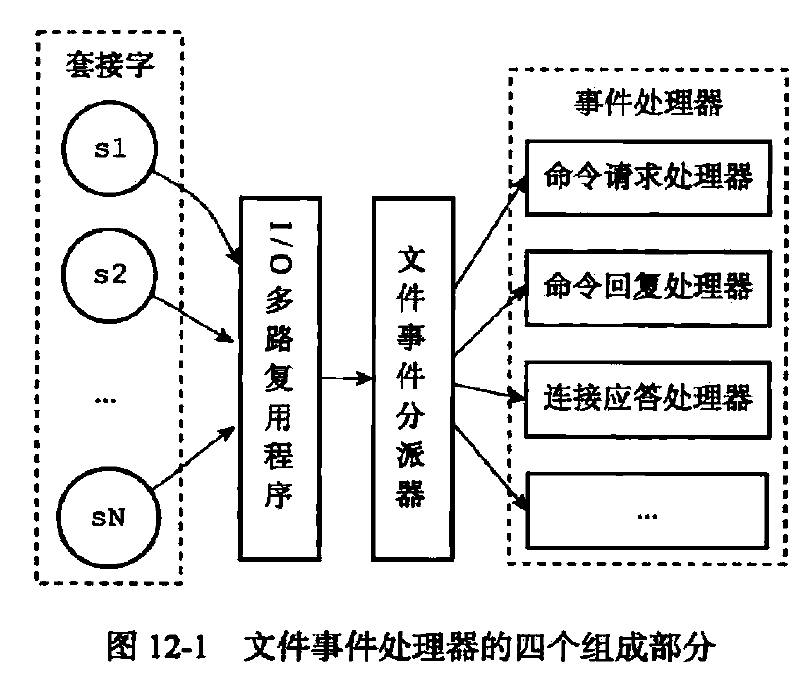 套接字
s1
s2
...
sN
I/O多路复用程序
文件事件分派器
事件处理器
命令请求处理器
命令回复处理器
连接应答处理器
...
图 12-1 文件事件处理器的四个组成部分